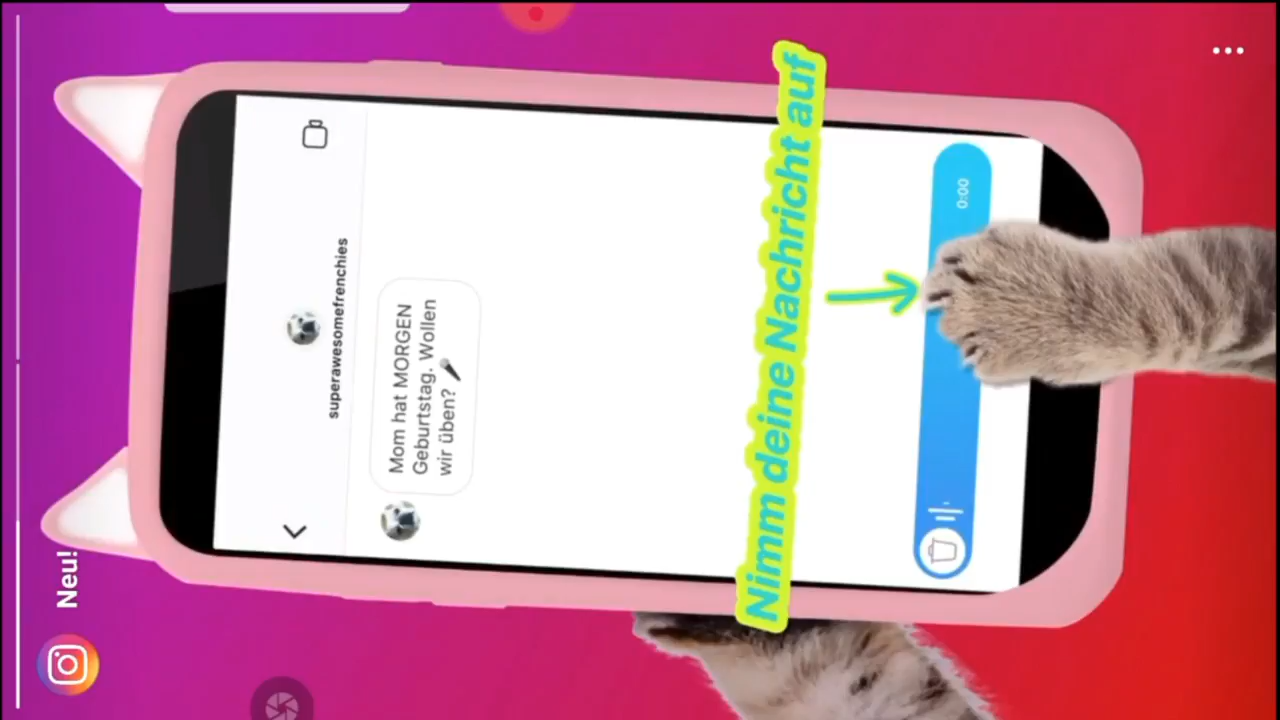 Neu!
superawesomefrenchies
Mom hat MORGEN
Geburtstag. Wollen
wir üben?
Nimm deine Nachricht auf
0:00